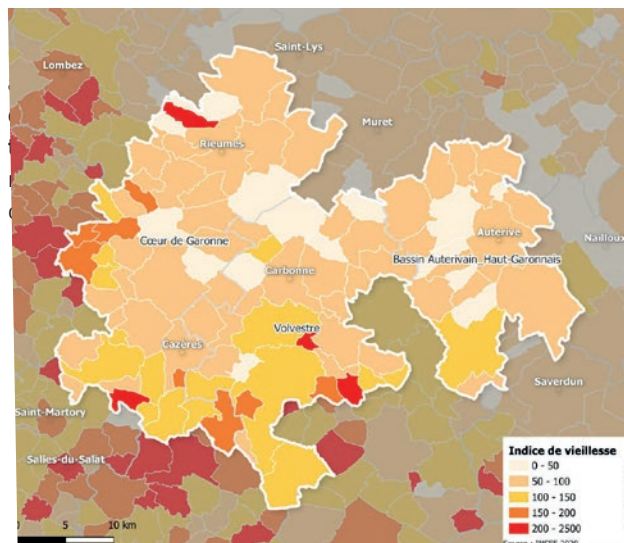 Saint-Lys
Lombez
Muret
Rieumes
Auterive
Nailloux
Cœur de Garonne
Bassin Auterivain_Haut-Garonnais
Carbonne
Volvestre
Cazères
Saverdun
Saint-Martory
Salles-du-Salat
Indice de vieillesse
0 - 50
50 - 100
100 - 150
150 - 200
200 - 2500
0 5 10 km